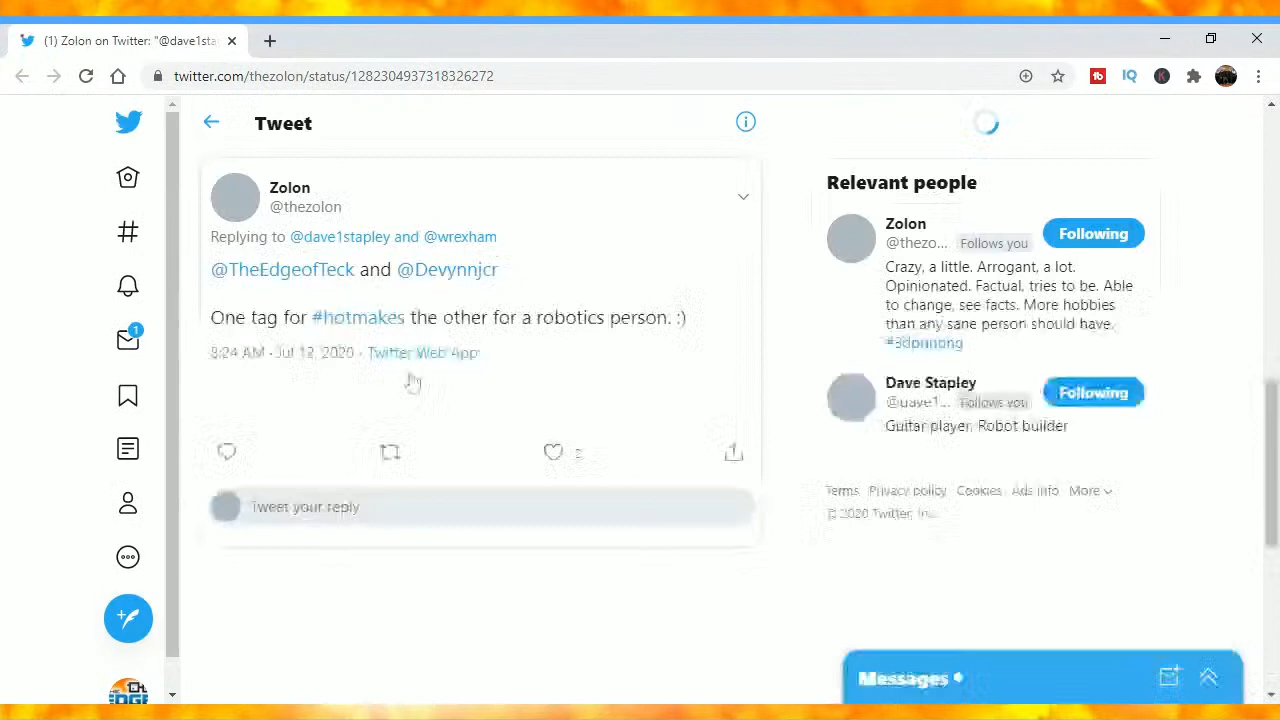 (1) Zolon on Twitter: "@dave1sta
twitter.com/thezolon/status/1282304937318326272
Tweet
Zolon
@thezolon
Replying to @dave1stapley and @wrexham
@TheEdgeofTeck and @Devynnjcr
One tag for #hotmakes the other for a robotics person. :)
8:24 AM · Jul 12, 2020 · Twitter Web App
Tweet your reply
Relevant people
Zolon
@thezo... Follows you
Following
Crazy, a little. Arrogant, a lot.
Opinionated. Factual, tries to be. Able
to change, see facts. More hobbies
than any sane person should have.
Dave Stapley
@dave1... Follows you
Following
Guitar player. Robot builder
Terms Privacy policy Cookies Ads info More
© 2020 Twitter, Inc.
Messages
1